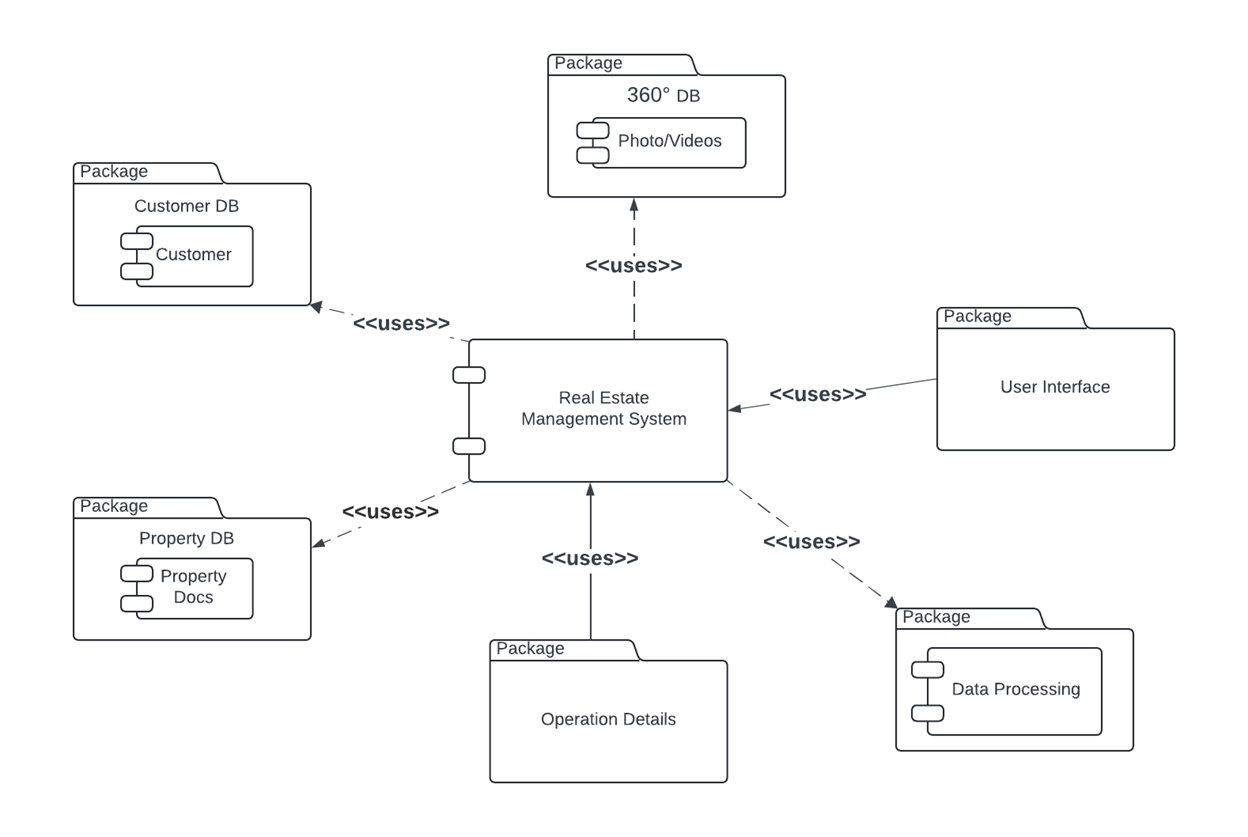 Package
360° DB
Photo/Videos
Package
Customer DB
Customer
<<uses>>
<<uses>>
Package
User Interface
<<uses>>
Real Estate
Management System
Package
Property DB
Property
Docs
<<uses>>
<<uses>>
<<uses>>
Package
Operation Details
Package
Data Processing